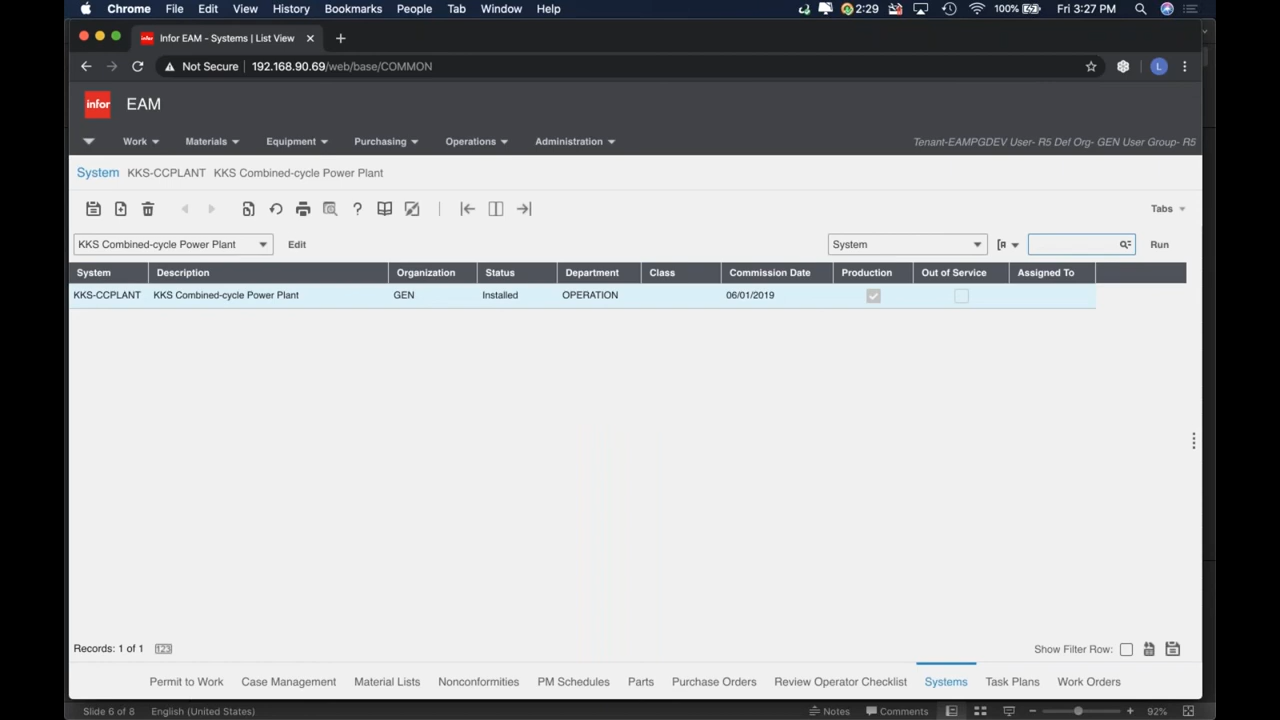 Chrome File Edit View History Bookmarks People Tab Window Help 2:29 100% Fri 3:27 PM
infor Infor EAM - Systems | List View
Not Secure 192.168.90.69/web/base/COMMON L
infor EAM
Work Materials Equipment Purchasing Operations Administration Tenant-EAMPGDEV User- R5 Def Org- GEN User Group- R5
System KKS-CCPLANT KKS Combined-cycle Power Plant
? Tabs
KKS Combined-cycle Power Plant Edit System Run
System Description Organization Status Department Class Commission Date Production Out of Service Assigned To
KKS-CCPLANT KKS Combined-cycle Power Plant GEN Installed OPERATION 06/01/2019
Records: 1 of 1 123 Show Filter Row:
Permit to Work Case Management Material Lists Nonconformities PM Schedules Parts Purchase Orders Review Operator Checklist Systems Task Plans Work Orders
Slide 6 of 8 English (United States) Notes Comments 92%